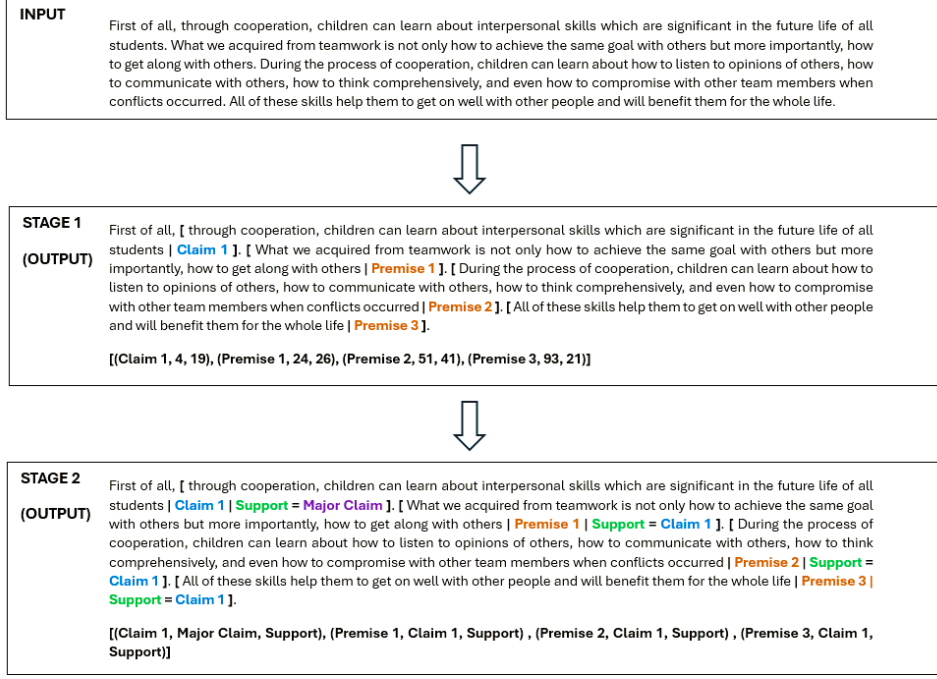 INPUT
First of all, through cooperation, children can learn about interpersonal skills which are significant in the future life of all
students. What we acquired from teamwork is not only how to achieve the same goal with others but more importantly, how
to get along with others. During the process of cooperation, children can learn about how to listen to opinions of others, how
to communicate with others, how to think comprehensively, and even how to compromise with other team members when
conflicts occurred. All of these skills help them to get on well with other people and will benefit them for the whole life.
STAGE 1
(OUTPUT)
First of all, [ through cooperation, children can learn about interpersonal skills which are significant in the future life of all
students | Claim 1 ]. [ What we acquired from teamwork is not only how to achieve the same goal with others but more
importantly, how to get along with others | Premise 1 ]. [ During the process of cooperation, children can learn about how to
listen to opinions of others, how to communicate with others, how to think comprehensively, and even how to compromise
with other team members when conflicts occurred | Premise 2 ]. [ All of these skills help them to get on well with other people
and will benefit them for the whole life | Premise 3 ].
[(Claim 1, 4, 19), (Premise 1, 24, 26), (Premise 2, 51, 41), (Premise 3, 93, 21)]
STAGE 2
(OUTPUT)
First of all, [ through cooperation, children can learn about interpersonal skills which are significant in the future life of all
students | Claim 1 | Support = Major Claim ]. [ What we acquired from teamwork is not only how to achieve the same goal
with others but more importantly, how to get along with others | Premise 1 | Support = Claim 1 ]. [ During the process of
cooperation, children can learn about how to listen to opinions of others, how to communicate with others, how to think
comprehensively, and even how to compromise with other team members when conflicts occurred | Premise 2 | Support =
Claim 1 ]. [ All of these skills help them to get on well with other people and will benefit them for the whole life | Premise 3 |
Support = Claim 1 ].
[(Claim 1, Major Claim, Support), (Premise 1, Claim 1, Support) , (Premise 2, Claim 1, Support) , (Premise 3, Claim 1,
Support)]